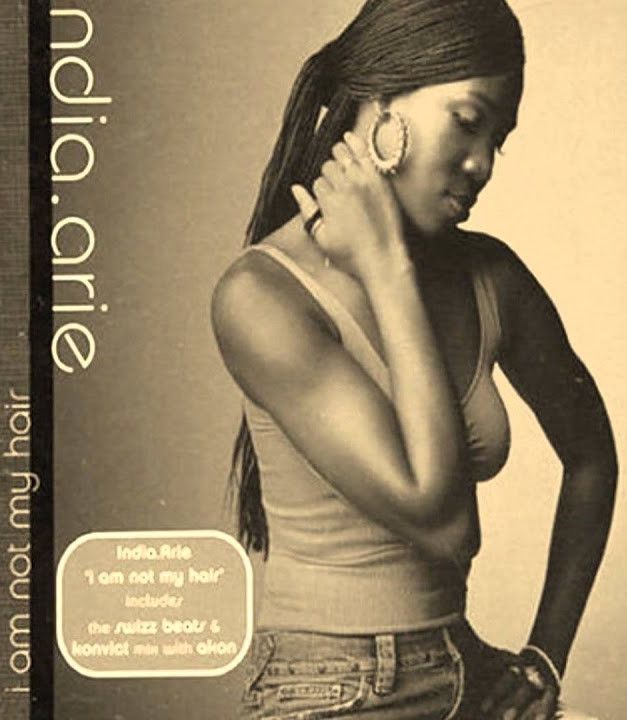 ndia.arie
i am not my hair
India.Arie
"i am not my hair"
includes
the swizz beats &
konvict mix with akon